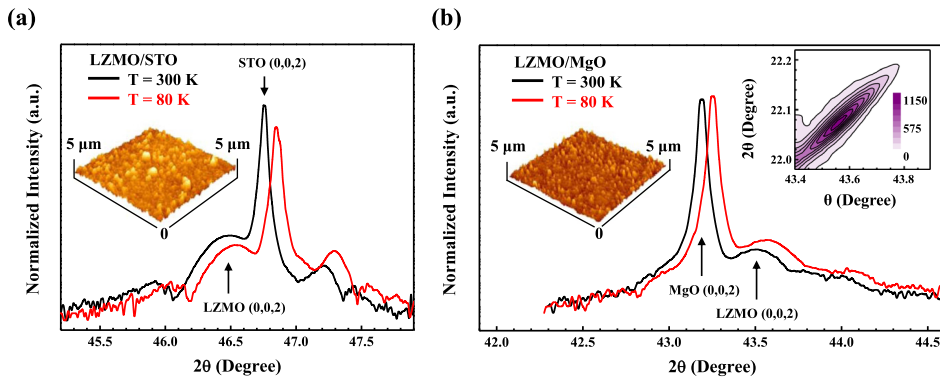 (a)
LZMO/STO
T = 300 K
T = 80 K
STO (0,0,2)
5 μm
5 μm
0
LZMO (0,0,2)
Normalized Intensity (a.u.)
45.5 46.0 46.5 47.0 47.5
2θ (Degree)
(b)
LZMO/MgO
T = 300 K
T = 80 K
5 μm
5 μm
0
MgO (0,0,2)
LZMO (0,0,2)
Normalized Intensity (a.u.)
42.0 42.5 43.0 43.5 44.0 44.5
2θ (Degree)
22.2
22.1
22.0
2θ (Degree)
1150
575
0
43.4 43.6 43.8
θ (Degree)